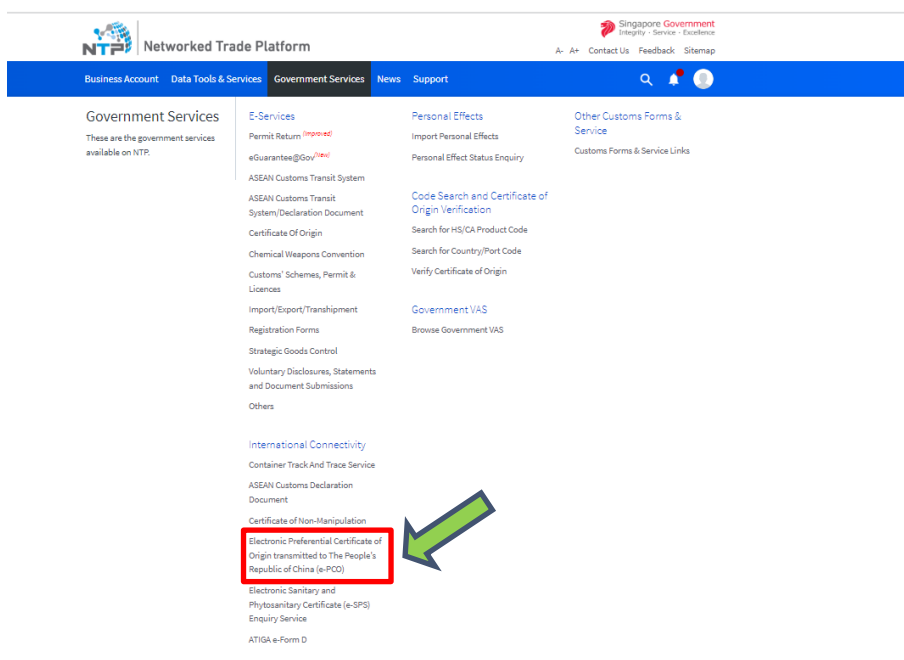 NTP Networked Trade Platform
Singapore Government
Integrity · Service · Excellence
A- A+ Contact Us Feedback Sitemap
Business Account Data Tools & Services Government Services News Support
Government Services
These are the government services
available on NTP.
E-Services
Permit Return (Improved)
eGuarantee@Gov (New)
ASEAN Customs Transit System
ASEAN Customs Transit
System/Declaration Document
Certificate Of Origin
Chemical Weapons Convention
Customs' Schemes, Permit &
Licences
Import/Export/Transhipment
Registration Forms
Strategic Goods Control
Voluntary Disclosures, Statements
and Document Submissions
Others
International Connectivity
Container Track And Trace Service
ASEAN Customs Declaration
Document
Certificate of Non-Manipulation
Electronic Preferential Certificate of
Origin transmitted to The People's
Republic of China (e-PCO)
Electronic Sanitary and
Phytosanitary Certificate (e-SPS)
Enquiry Service
ATIGA e-Form D
Personal Effects
Import Personal Effects
Personal Effect Status Enquiry
Code Search and Certificate of
Origin Verification
Search for HS/CA Product Code
Search for Country/Port Code
Verify Certificate of Origin
Government VAS
Browse Government VAS
Other Customs Forms &
Service
Customs Forms & Service Links